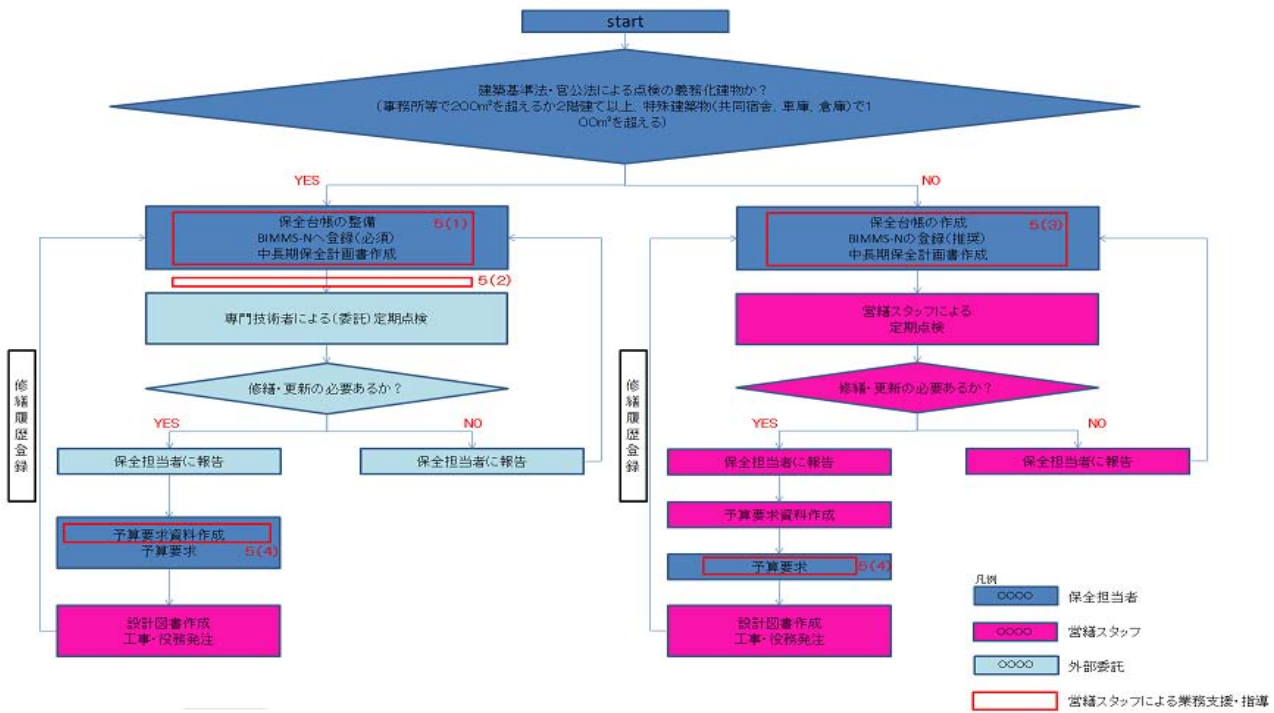 start
建築基準法・官公法による点検の義務化建物か？
（事務所等で200m²を超えるか2階建て以上、特殊建築物（共同宿舎、車庫、倉庫）で1
00m²を超える）
YES
NO
保全台帳の整備
5(1)
BIMMS-Nへ登録（必須）
中長期保全計画書作成
5(2)
専門技術者による（委託）定期点検
修繕・更新の必要あるか？
YES
NO
保全担当者に報告
保全担当者に報告
予算要求資料作成
予算要求
5(4)
設計図書作成
工事・役務発注
修繕履歴登録
保全台帳の作成
5(3)
BIMMS-Nの登録（推奨）
中長期保全計画書作成
営繕スタッフによる
定期点検
修繕・更新の必要あるか？
YES
NO
保全担当者に報告
保全担当者に報告
予算要求資料作成
予算要求
5(4)
設計図書作成
工事・役務発注
修繕履歴登録
凡例
○○○○
保全担当者
○○○○
営繕スタッフ
○○○○
外部委託
営繕スタッフによる業務支援・指導